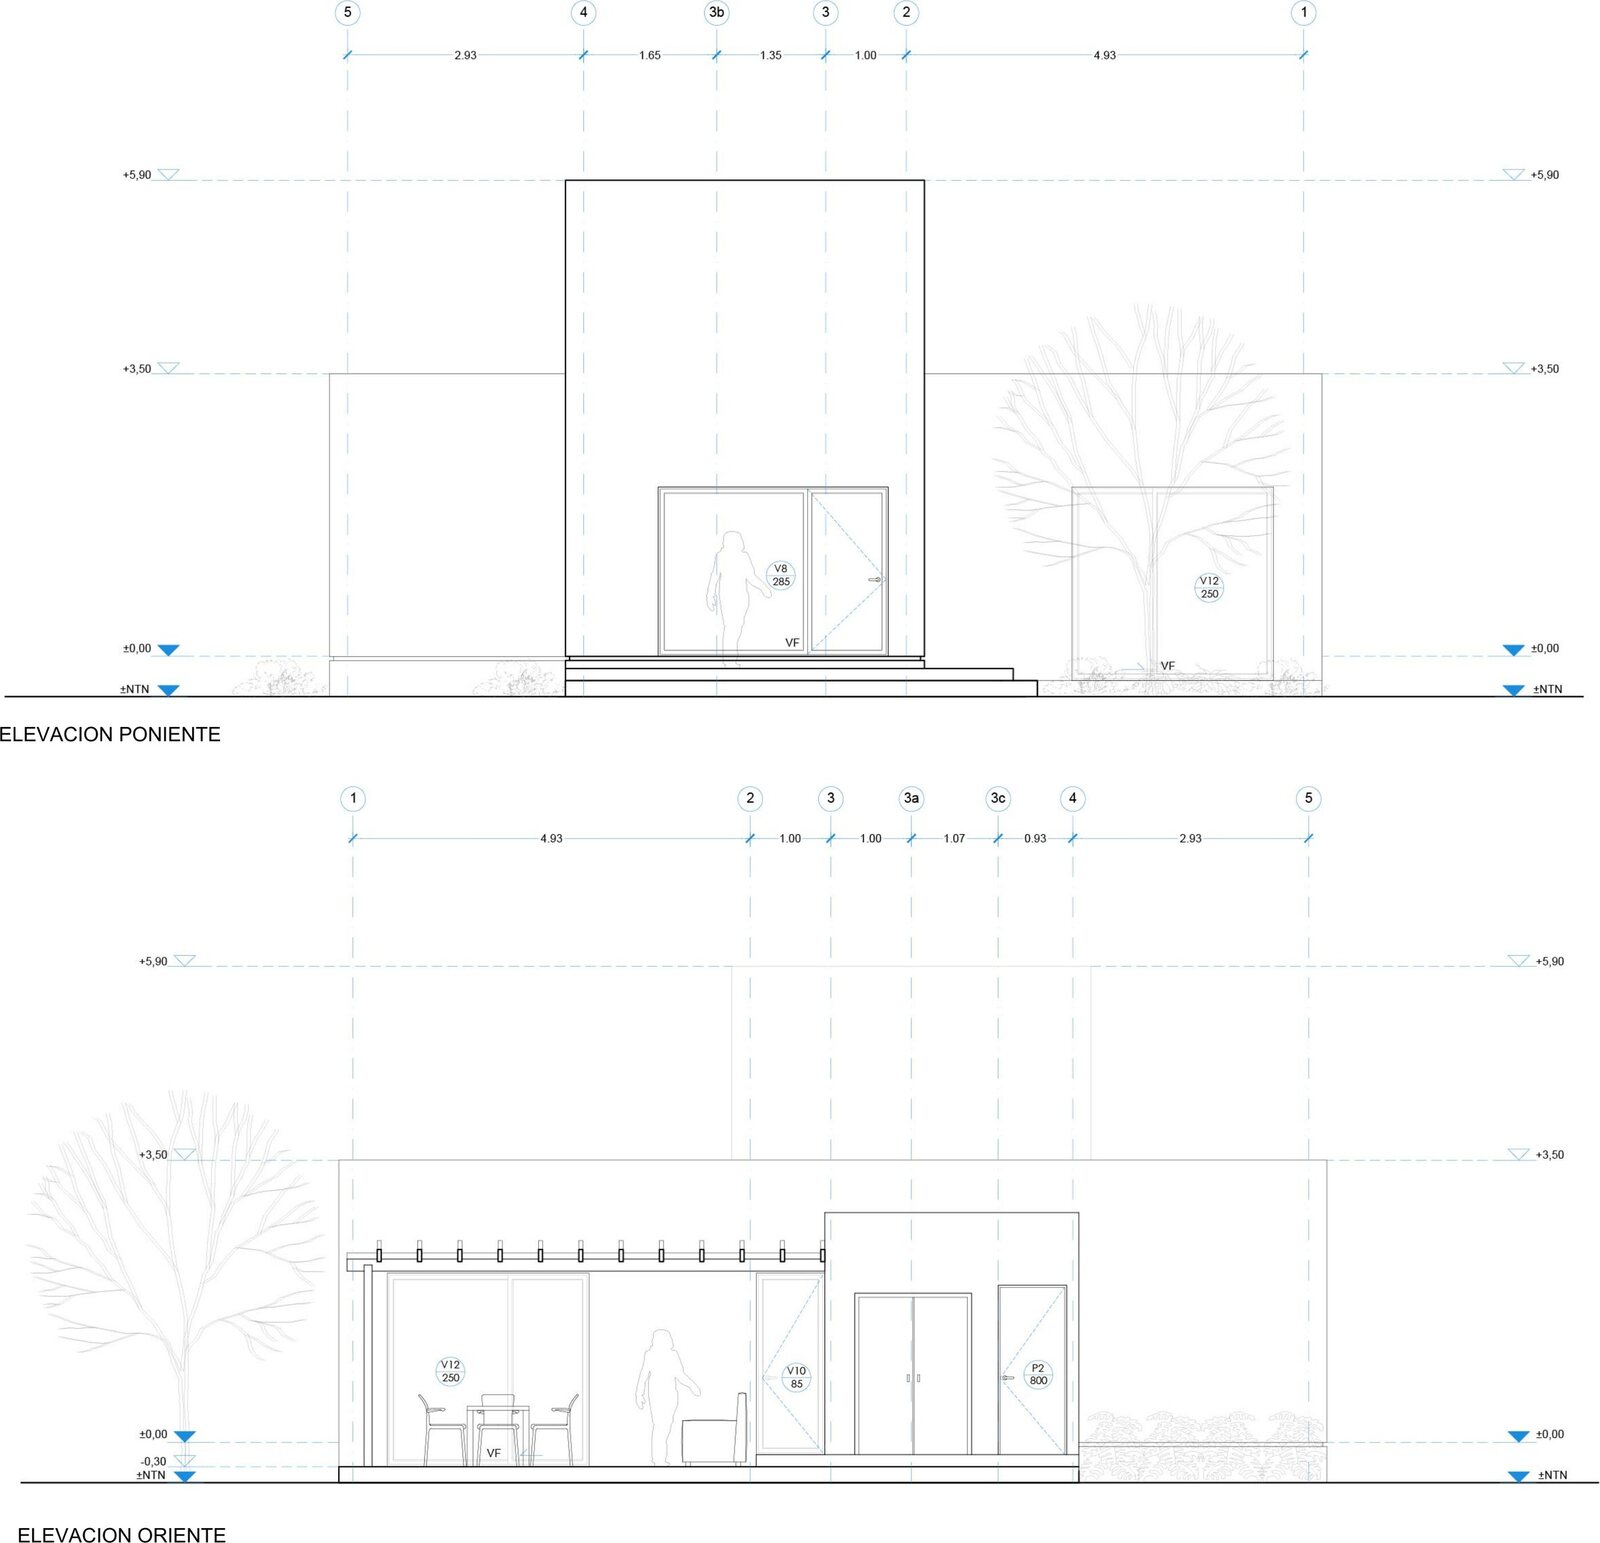 5 4 3b 3 2 1
2.93 1.65 1.35 1.00 4.93
+5,90 +5,90
+3,50 +3,50
V8
285
V12
250
VF
±0,00 ±0,00
VF
±NTN ±NTN
ELEVACION PONIENTE
1 2 3 3a 3c 4 5
4.93 1.00 1.00 1.07 0.93 2.93
+5,90 +5,90
+3,50 +3,50
V12
250
V10
85
P2
800
±0,00 ±0,00
VF
-0,30
±NTN ±NTN
ELEVACION ORIENTE